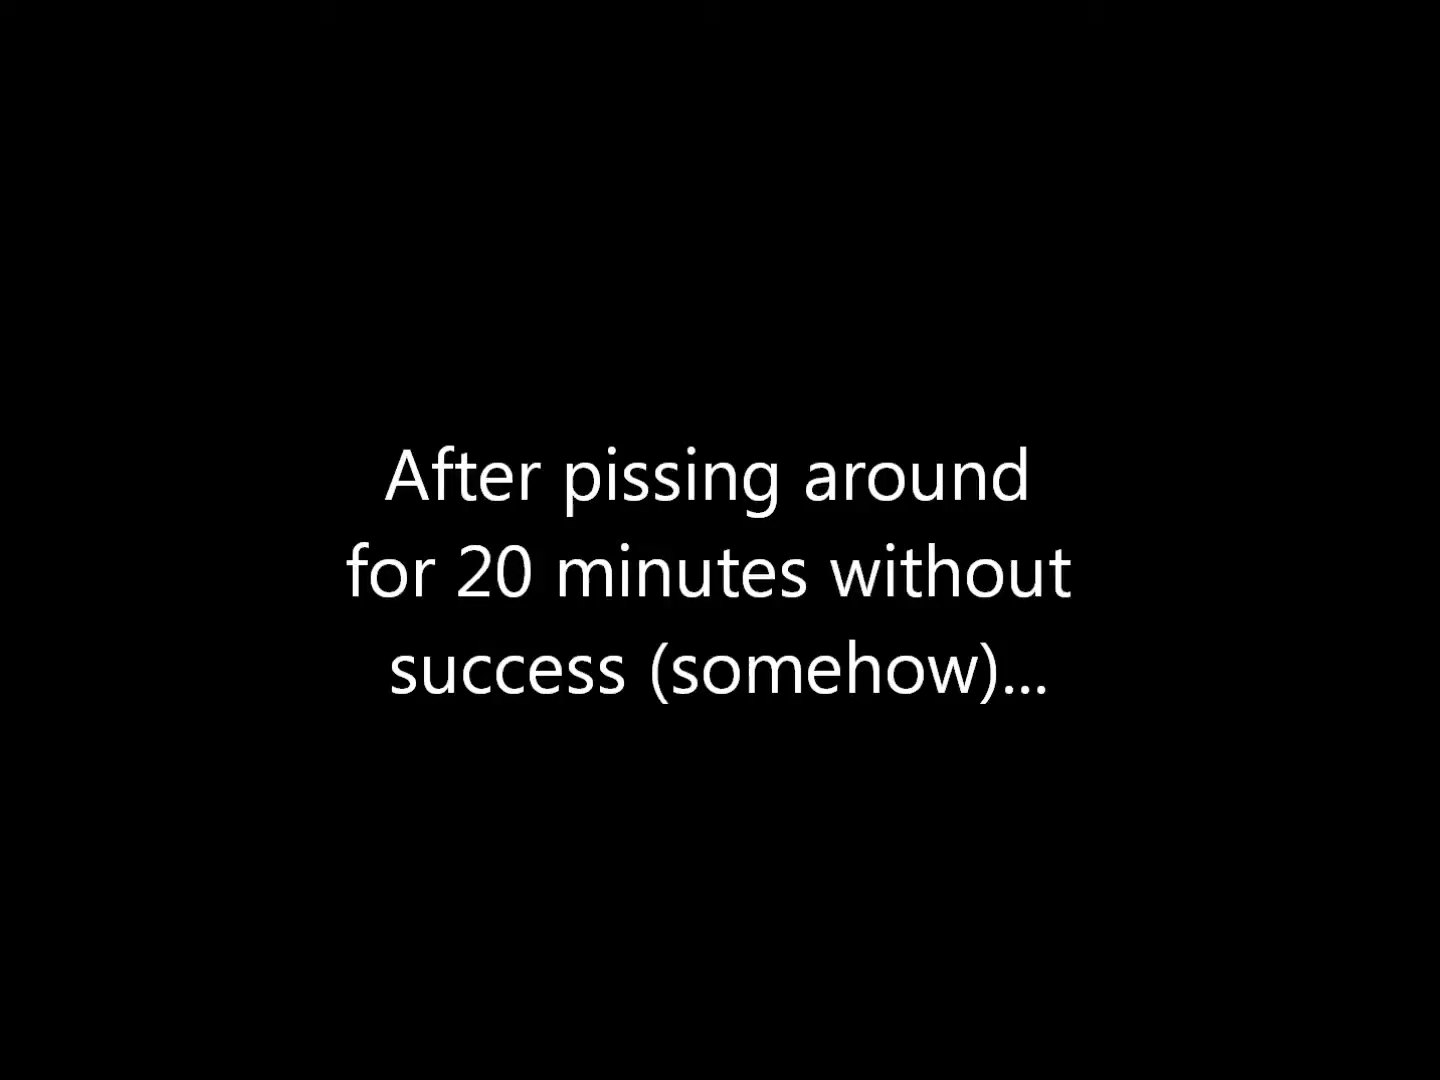 After pissing around
for 20 minutes without
success (somehow)...